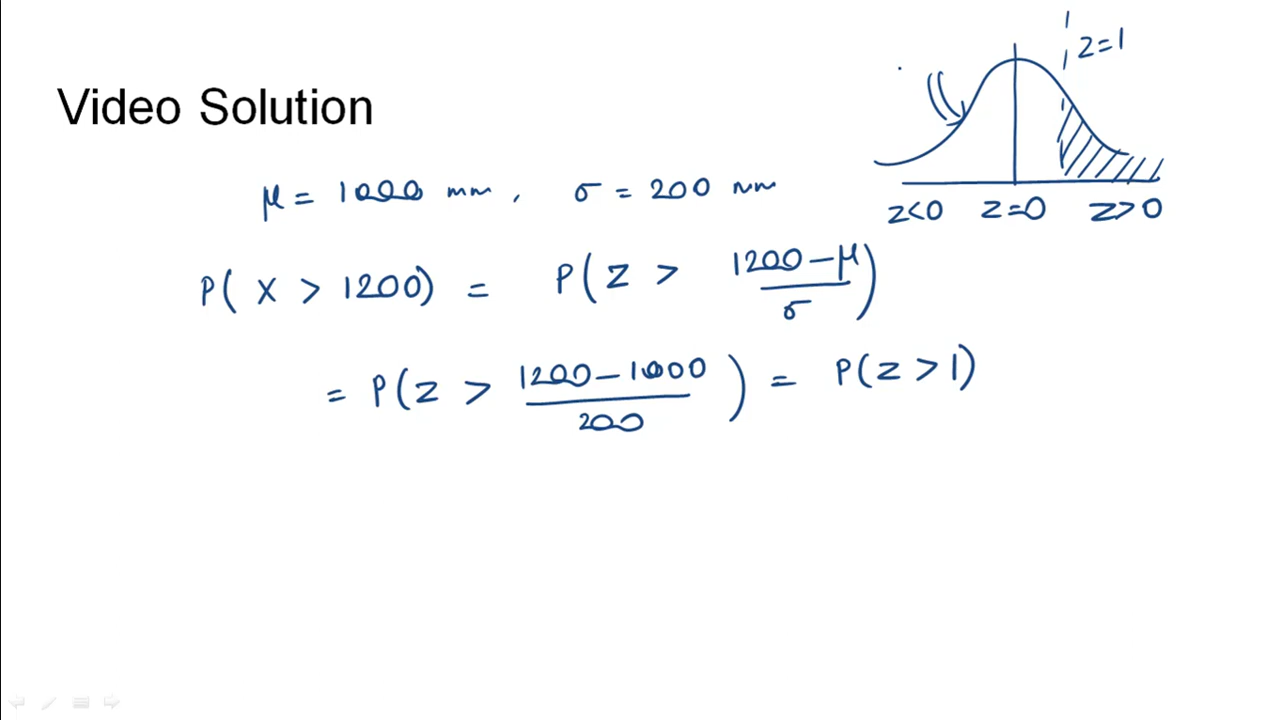 Video Solution
z=1
z<0 z=0 z>0
μ = 1000 mm, σ = 200 mm
P(X > 1200) = P(Z > (1200-μ)/σ)
= P(Z > (1200-1000)/200) = P(Z > 1)